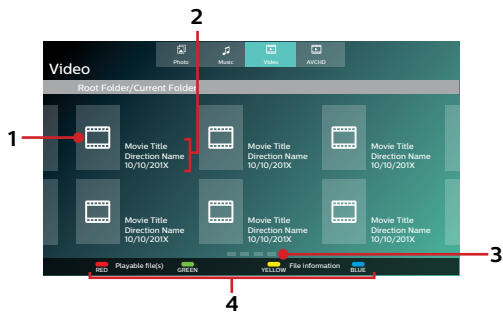 2
Photo
Music
Video
AVCHD
Video
Root Folder/Current Folder
1
Movie Title
Direction Name
10/10/201X
Movie Title
Direction Name
10/10/201X
Movie Title
Direction Name
10/10/201X
Movie Title
Direction Name
10/10/201X
Movie Title
Direction Name
10/10/201X
Movie Title
Direction Name
10/10/201X
3
RED
Playable file(s)
GREEN
YELLOW
File information
BLUE
4